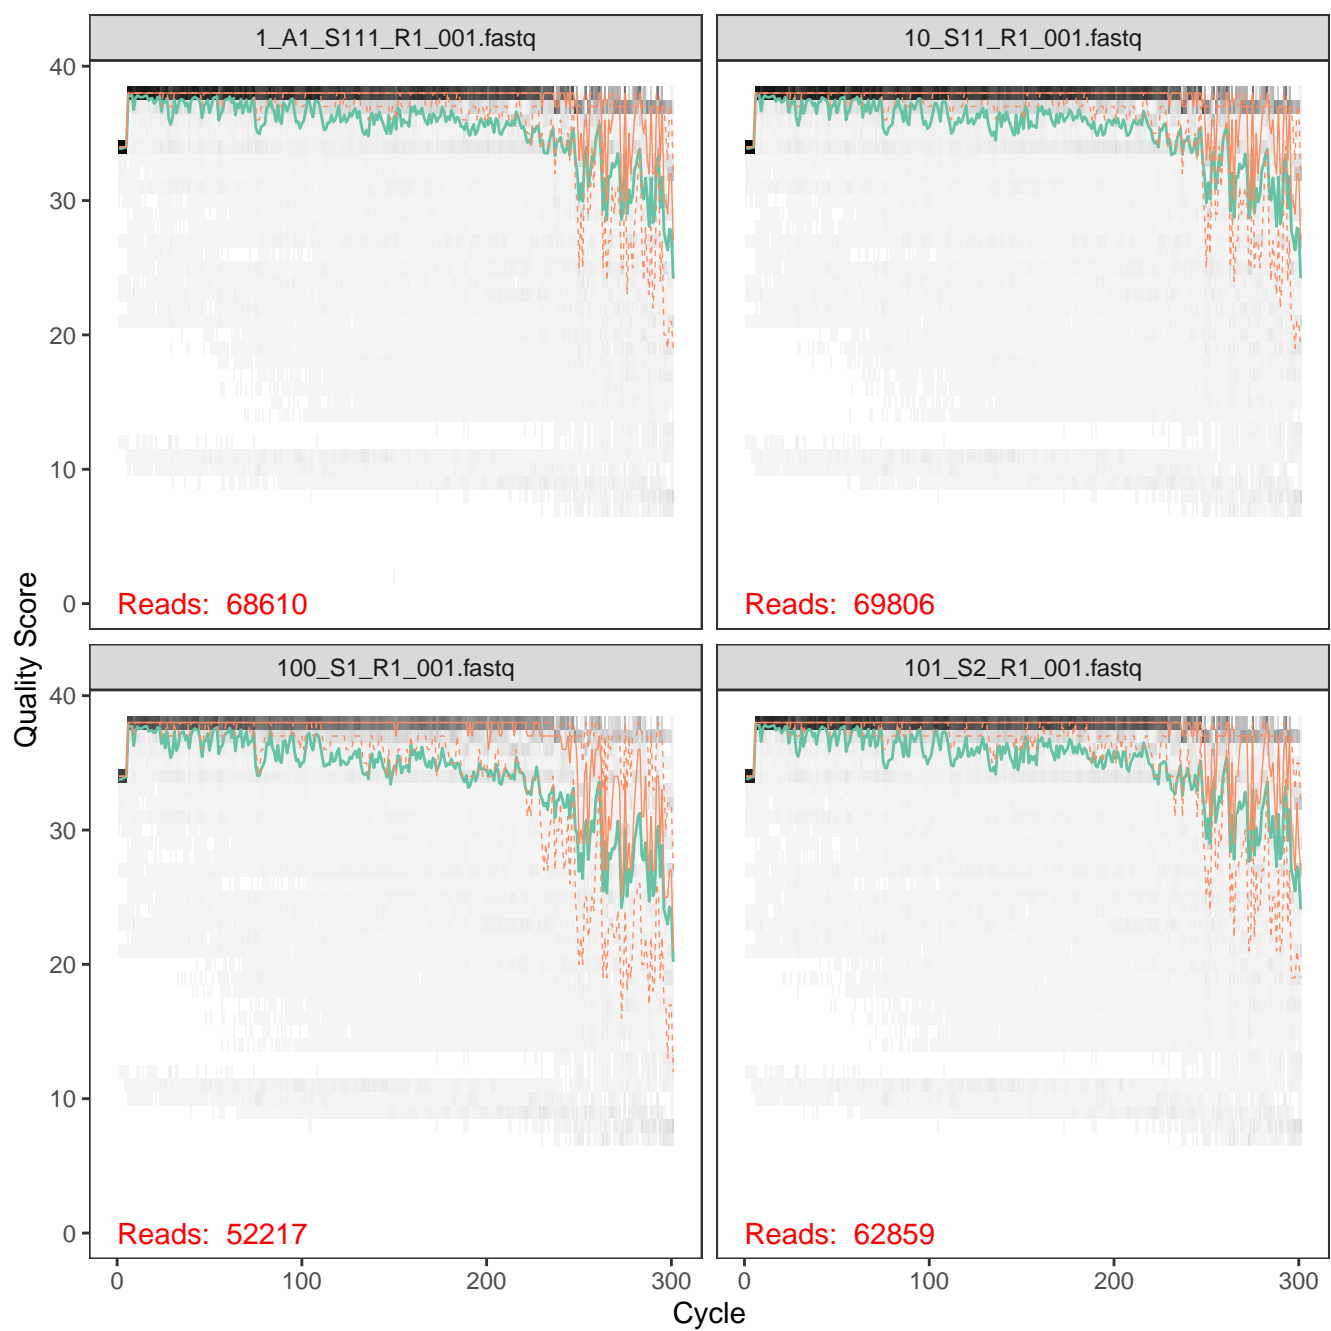 1_A1_S111_R1_001.fastq
10_S11_R1_001.fastq
40
30
20
10
0
Reads: 68610
Reads: 69806
Quality Score
100_S1_R1_001.fastq
101_S2_R1_001.fastq
40
30
20
10
0
Reads: 52217
Reads: 62859
0 100 200 300
0 100 200 300
Cycle